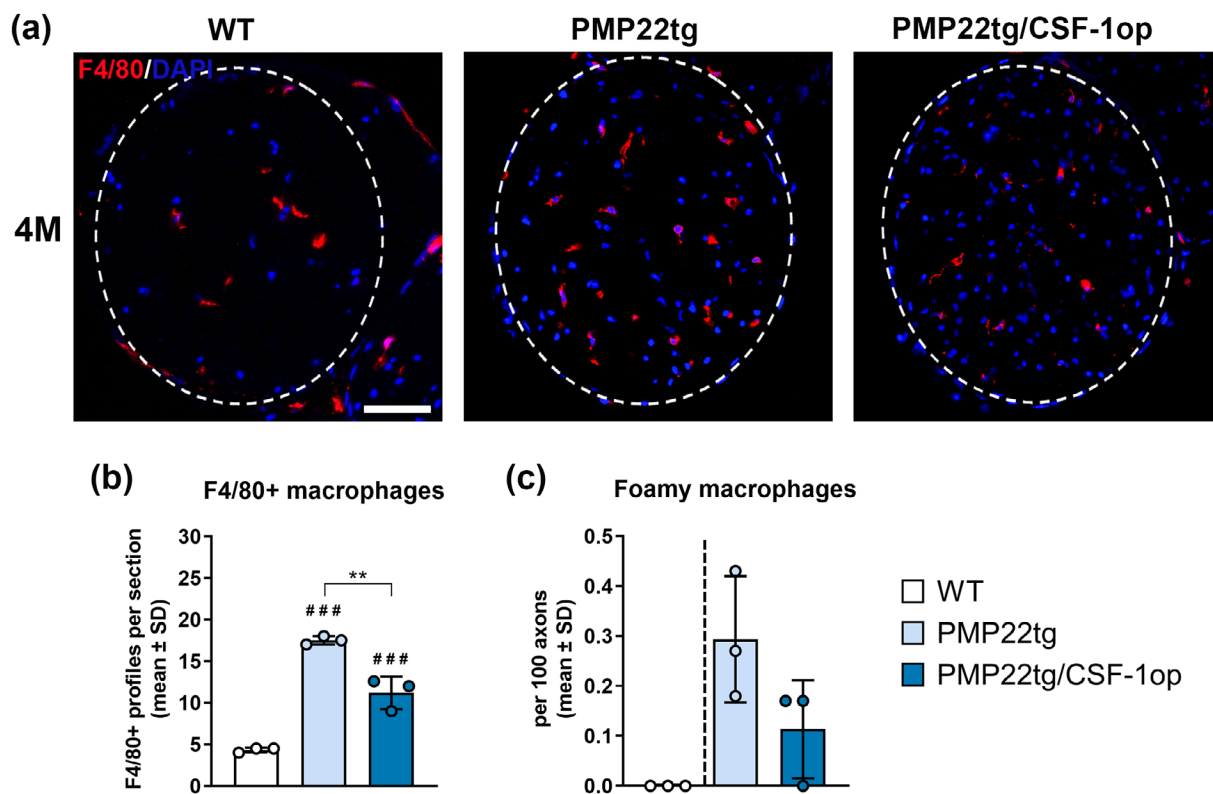 (a)
WT
PMP22tg
PMP22tg/CSF-1op
F4/80/DAPI
4M
(b)
F4/80+ macrophages
F4/80+ profiles per section
(mean ± SD)
30
25
20
15
10
5
0
###
**
###
(c)
Foamy macrophages
per 100 axons
(mean ± SD)
0.5
0.4
0.3
0.2
0.1
0.0
WT
PMP22tg
PMP22tg/CSF-1op